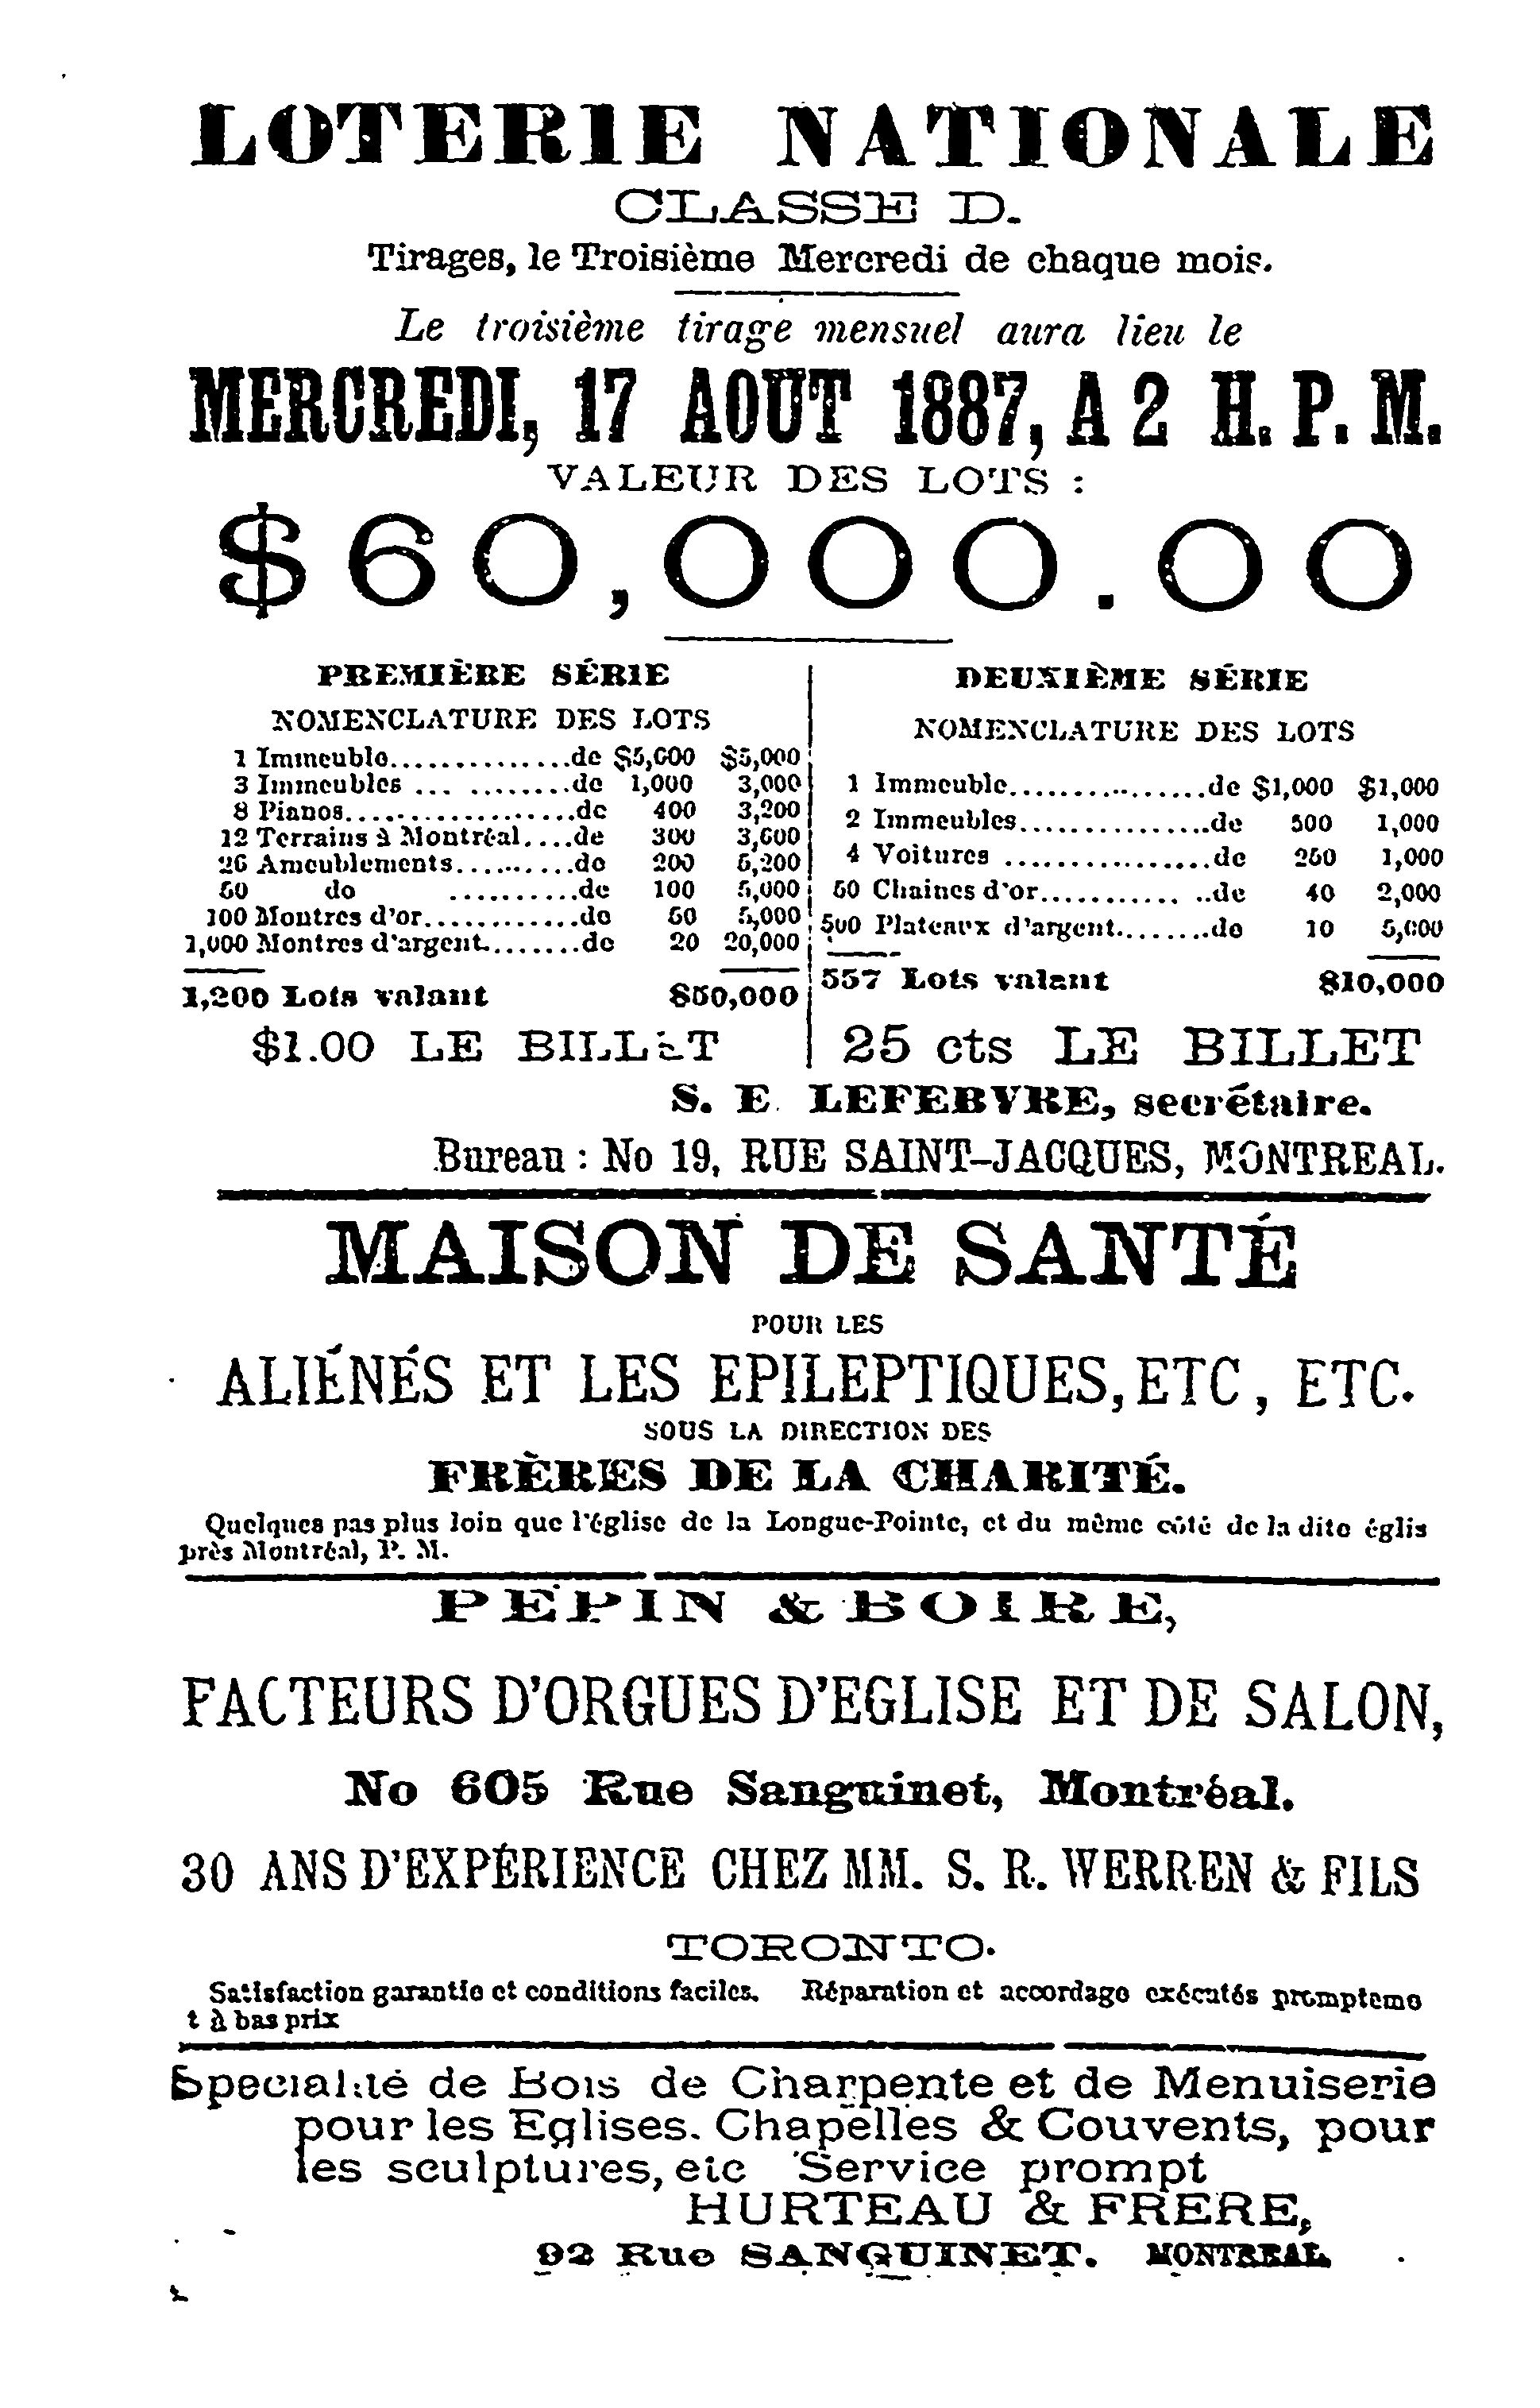 LOTERIE NATIONALE
CLASSE D.
Tirages, le Troisième Mercredi de chaque mois.
Le troisième tirage mensuel aura lieu le
MERCREDI, 17 AOUT 1887, A 2 H. P. M.
VALEUR DES LOTS :
$60,000.00
PREMIÈRE SÉRIE
NOMENCLATURE DES LOTS
1 Immeuble...............de $5,000 $5,000
3 Immeubles ... .........de 1,000 3,000
8 Pianos...................de 400 3,200
12 Terrains à Montréal....de 300 3,600
26 Ameublements..........de 200 5,200
50 do ...........de 100 5,000
100 Montres d'or.............de 50 5,000
1,000 Montres d'argent........de 20 20,000
1,200 Lots valant $50,000
$1.00 LE BILLET
DEUXIÈME SÉRIE
NOMENCLATURE DES LOTS
1 Immeuble.................de $1,000 $1,000
2 Immeubles................de 500 1,000
4 Voitures .................de 250 1,000
50 Chaines d'or............ ..de 40 2,000
500 Plateaux d'argent........de 10 5,000
557 Lots valant $10,000
25 cts LE BILLET
S. E. LEFEBVRE, secrétaire.
Bureau : No 19, RUE SAINT-JACQUES, MONTREAL.
MAISON DE SANTÉ
POUR LES
ALIÉNÉS ET LES EPILEPTIQUES, ETC, ETC.
SOUS LA DIRECTION DES
FRÈRES DE LA CHARITÉ.
Quelques pas plus loin que l'église de la Longue-Pointe, et du même côté de la dite églis
près Montréal, P. M.
PEPIN & BOIRE,
FACTEURS D'ORGUES D'EGLISE ET DE SALON,
No 605 Rue Sanguinet, Montréal.
30 ANS D'EXPÉRIENCE CHEZ MM. S. R. WERREN & FILS
TORONTO.
Satisfaction garantie et conditions faciles. Réparation et accordage exécutés prompteme
t à bas prix
Specialité de Bois de Charpente et de Menuiserie
pour les Eglises. Chapelles & Couvents, pour
les sculptures, etc Service prompt
HURTEAU & FRERE,
92 Rue SANGUINET. MONTREAL